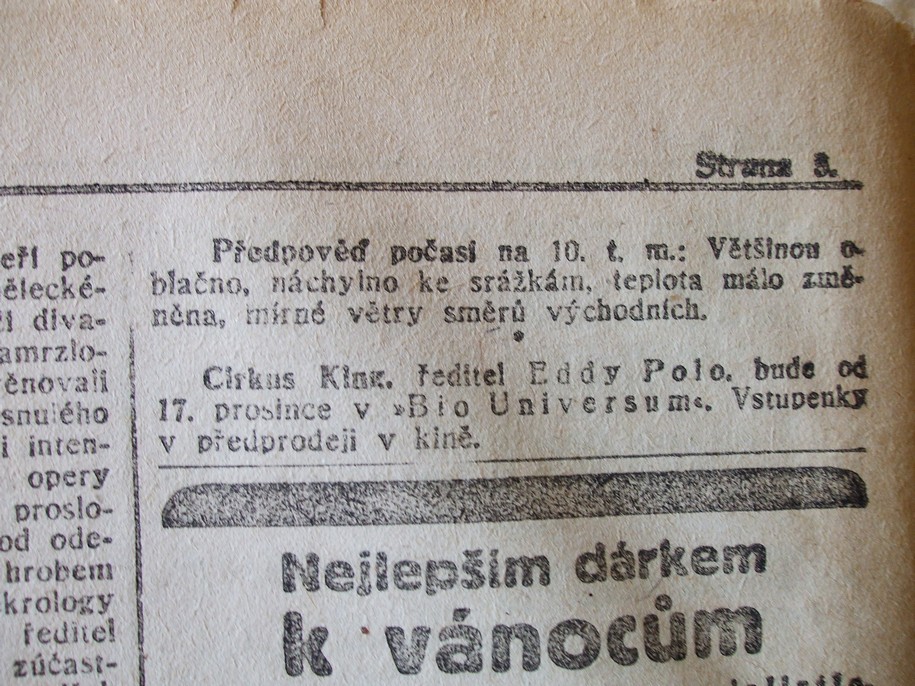 Strana 3.
eří po-
ělecké-
ří diva-
amrzlo-
ěnovali
snulého
i inten-
opery
proslo-
od ode-
hrobem
krology
ředitel
zúčast-
Předpověď počasí na 10. t. m.: Většinou o-
blačno, náchylno ke srážkám, teplota málo změ-
něna, mírné větry směrů východních.
Cirkus King, ředitel Eddy Polo, bude od
17. prosince v »Bio Universum«. Vstupenky
v předprodeji v kině.
Nejlepším dárkem
k vánocům